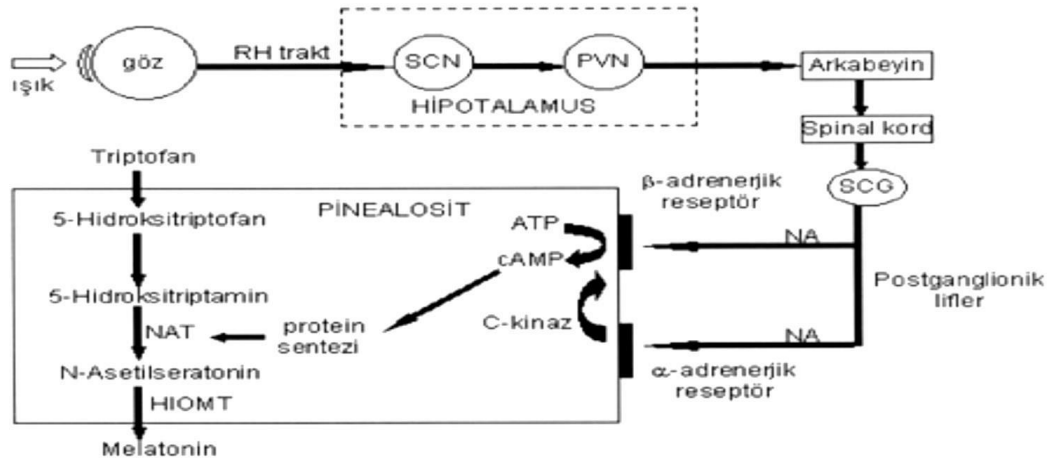 ışık
göz
RH trakt
SCN
PVN
HİPOTALAMUS
Arkabeyin
Spinal kord
SCG
Triptofan
PİNEALOSİT
5-Hidroksitriptofan
5-Hidroksitriptamin
NAT
protein
sentezi
N-Asetilseratonin
HIOMT
Melatonin
ATP
cAMP
C-kinaz
β-adrenerjik
reseptör
NA
Postganglionik
lifler
NA
α-adrenerjik
reseptör